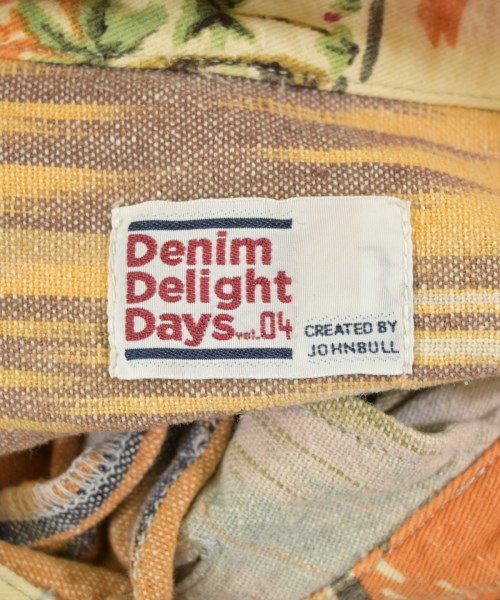 Denim
Delight
Days vol. 04
CREATED BY
JOHNBULL